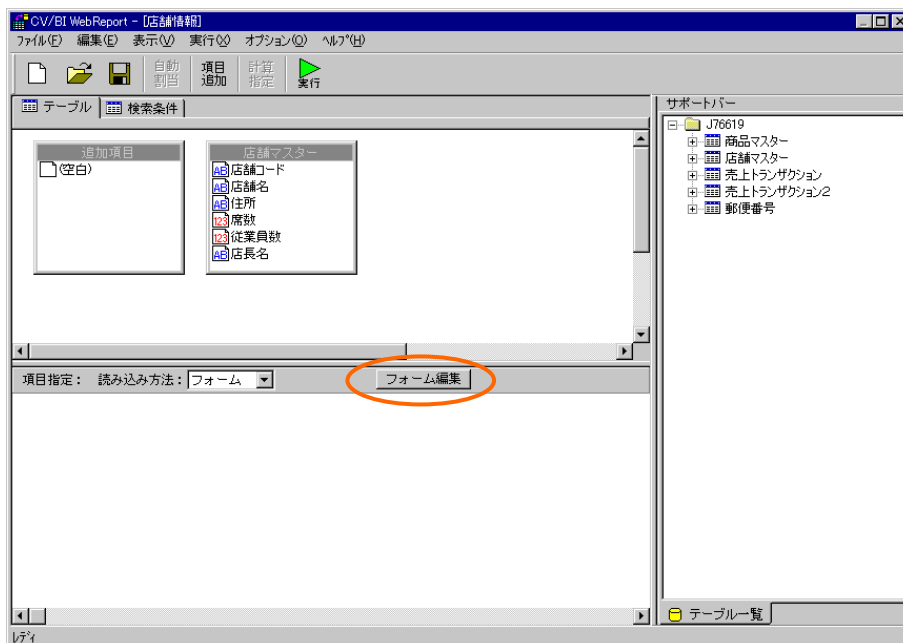 CV/BI WebReport - [店舗情報]
ファイル(F) 編集(E) 表示(V) 実行(X) オプション(O) ヘルプ(H)
自動割当 項目追加 計算指定 実行
テーブル 検索条件
追加項目
(空白)
店舗マスター
AB 店舗コード
AB 店舗名
AB 住所
123 席数
123 従業員数
AB 店長名
項目指定: 読み込み方法: フォーム フォーム編集
サポートバー
J76619
商品マスター
店舗マスター
売上トランザクション
売上トランザクション2
郵便番号
テーブル一覧
レディ